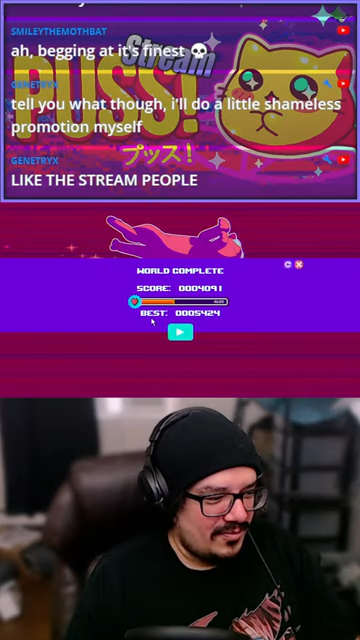 SMILEYTHEMOTHBAT
ah, begging at it's finest 💀
Stream
PUSS!
GENETRYX
tell you what though, i'll do a little shameless
promotion myself
プッス!
GENETRYX
LIKE THE STREAM PEOPLE
WORLD COMPLETE
SCORE: 0004091
BEST: 0005424